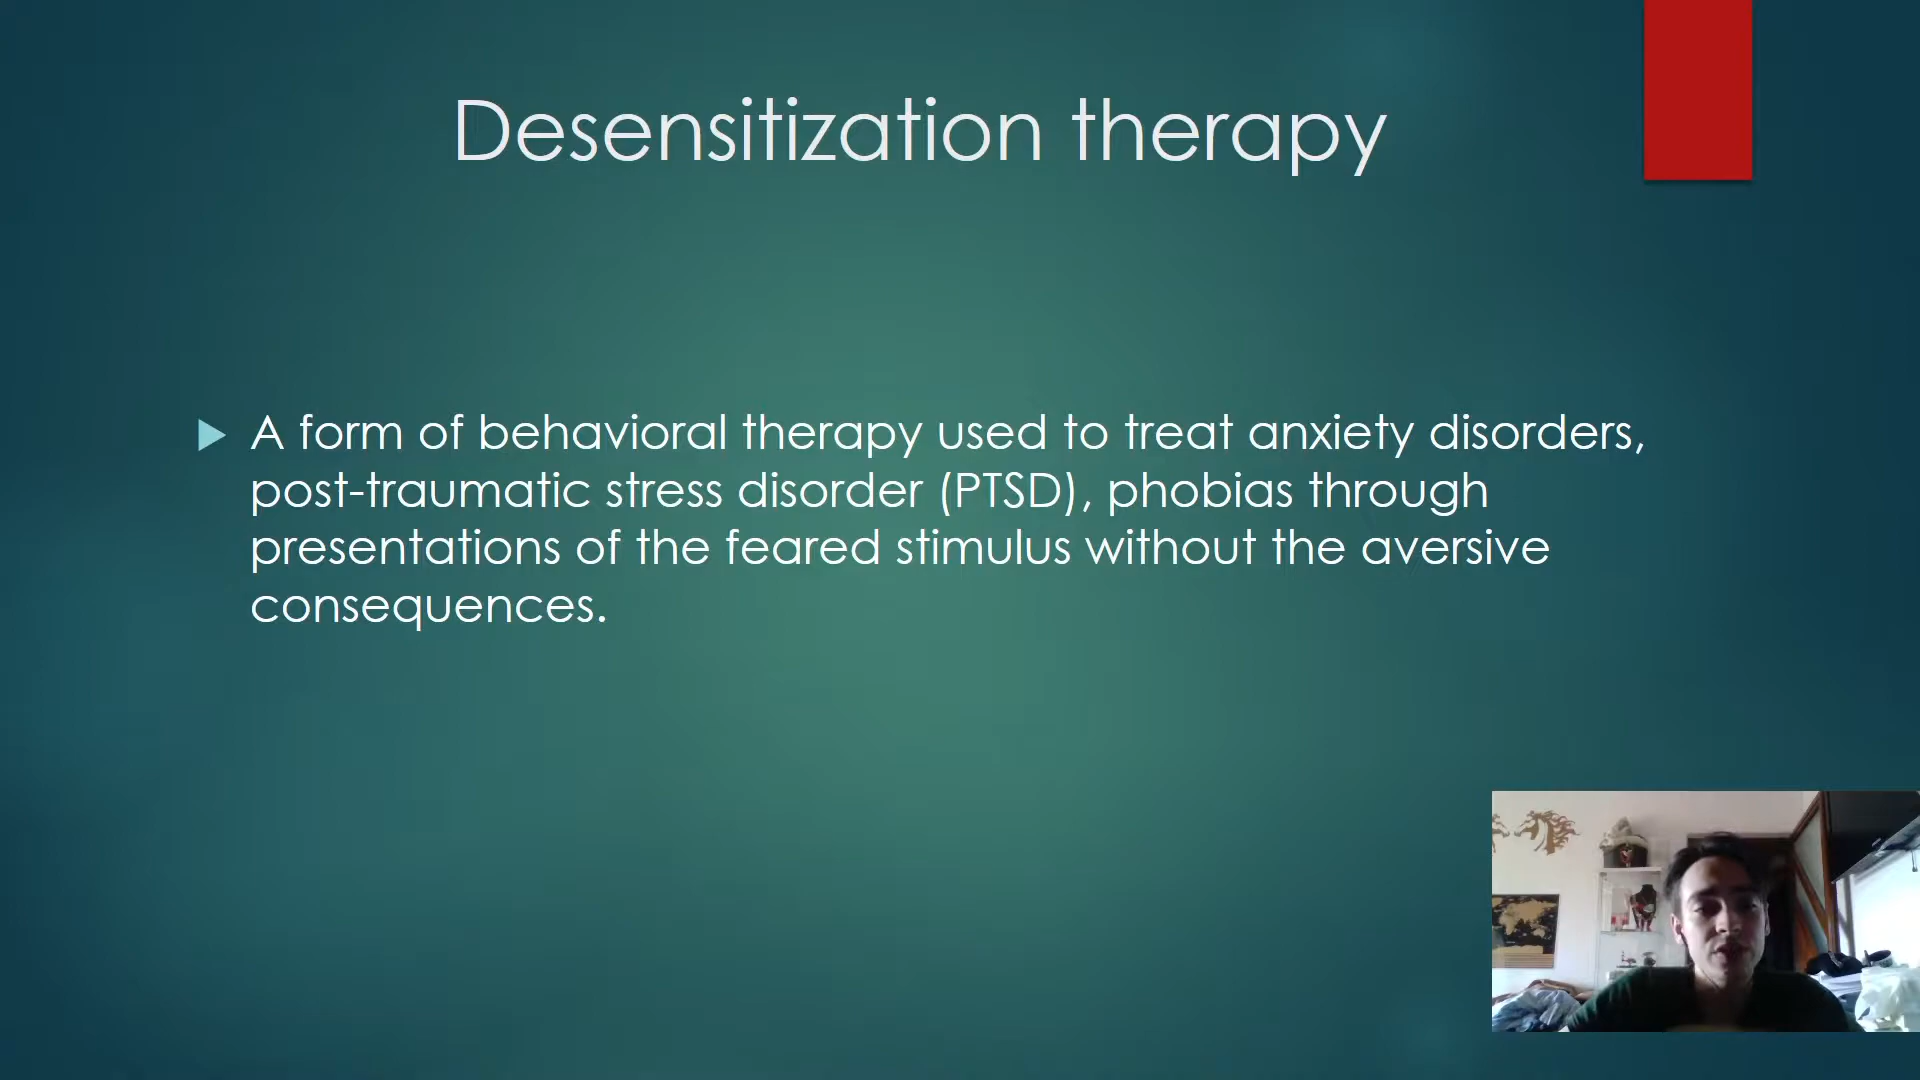 Desensitization therapy
A form of behavioral therapy used to treat anxiety disorders,
post-traumatic stress disorder (PTSD), phobias through
presentations of the feared stimulus without the aversive
consequences.